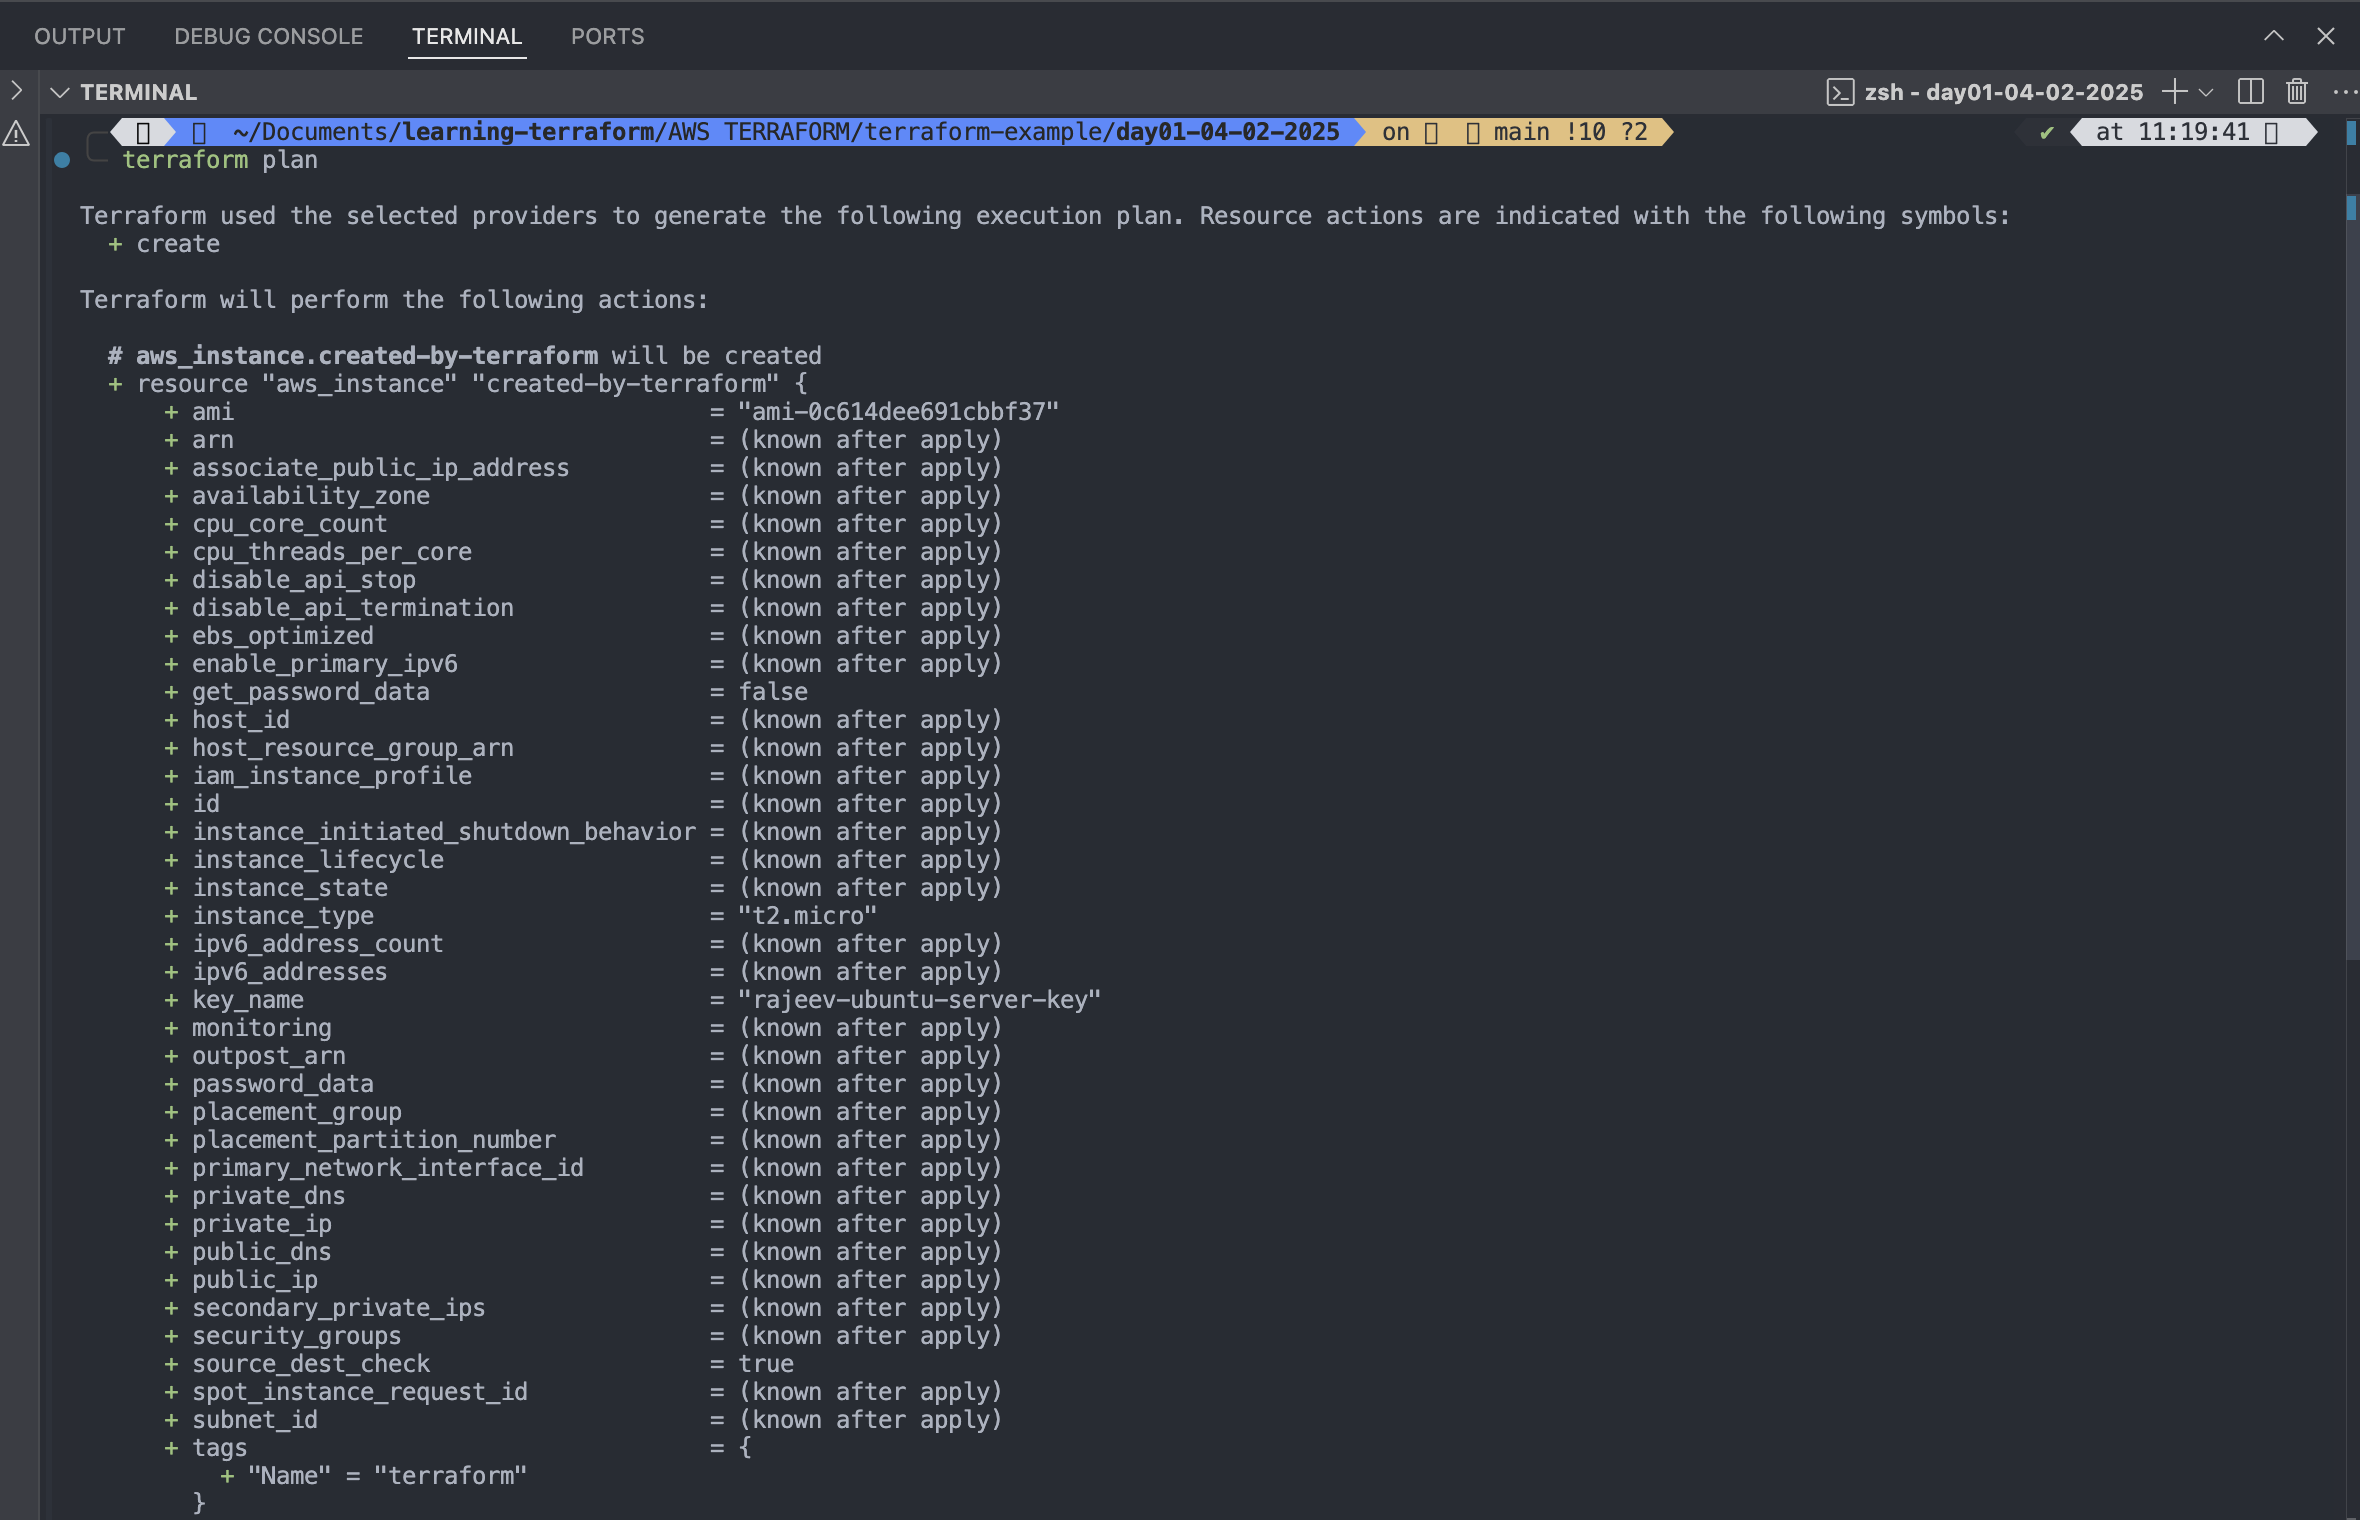 OUTPUT DEBUG CONSOLE TERMINAL PORTS
TERMINAL zsh - day01-04-02-2025
~/Documents/learning-terraform/AWS TERRAFORM/terraform-example/day01-04-02-2025 on main !10 ?2 ✔ at 11:19:41
terraform plan
Terraform used the selected providers to generate the following execution plan. Resource actions are indicated with the following symbols:
+ create
Terraform will perform the following actions:
# aws_instance.created-by-terraform will be created
+ resource "aws_instance" "created-by-terraform" {
+ ami = "ami-0c614dee691cbbf37"
+ arn = (known after apply)
+ associate_public_ip_address = (known after apply)
+ availability_zone = (known after apply)
+ cpu_core_count = (known after apply)
+ cpu_threads_per_core = (known after apply)
+ disable_api_stop = (known after apply)
+ disable_api_termination = (known after apply)
+ ebs_optimized = (known after apply)
+ enable_primary_ipv6 = (known after apply)
+ get_password_data = false
+ host_id = (known after apply)
+ host_resource_group_arn = (known after apply)
+ iam_instance_profile = (known after apply)
+ id = (known after apply)
+ instance_initiated_shutdown_behavior = (known after apply)
+ instance_lifecycle = (known after apply)
+ instance_state = (known after apply)
+ instance_type = "t2.micro"
+ ipv6_address_count = (known after apply)
+ ipv6_addresses = (known after apply)
+ key_name = "rajeev-ubuntu-server-key"
+ monitoring = (known after apply)
+ outpost_arn = (known after apply)
+ password_data = (known after apply)
+ placement_group = (known after apply)
+ placement_partition_number = (known after apply)
+ primary_network_interface_id = (known after apply)
+ private_dns = (known after apply)
+ private_ip = (known after apply)
+ public_dns = (known after apply)
+ public_ip = (known after apply)
+ secondary_private_ips = (known after apply)
+ security_groups = (known after apply)
+ source_dest_check = true
+ spot_instance_request_id = (known after apply)
+ subnet_id = (known after apply)
+ tags = {
+ "Name" = "terraform"
}